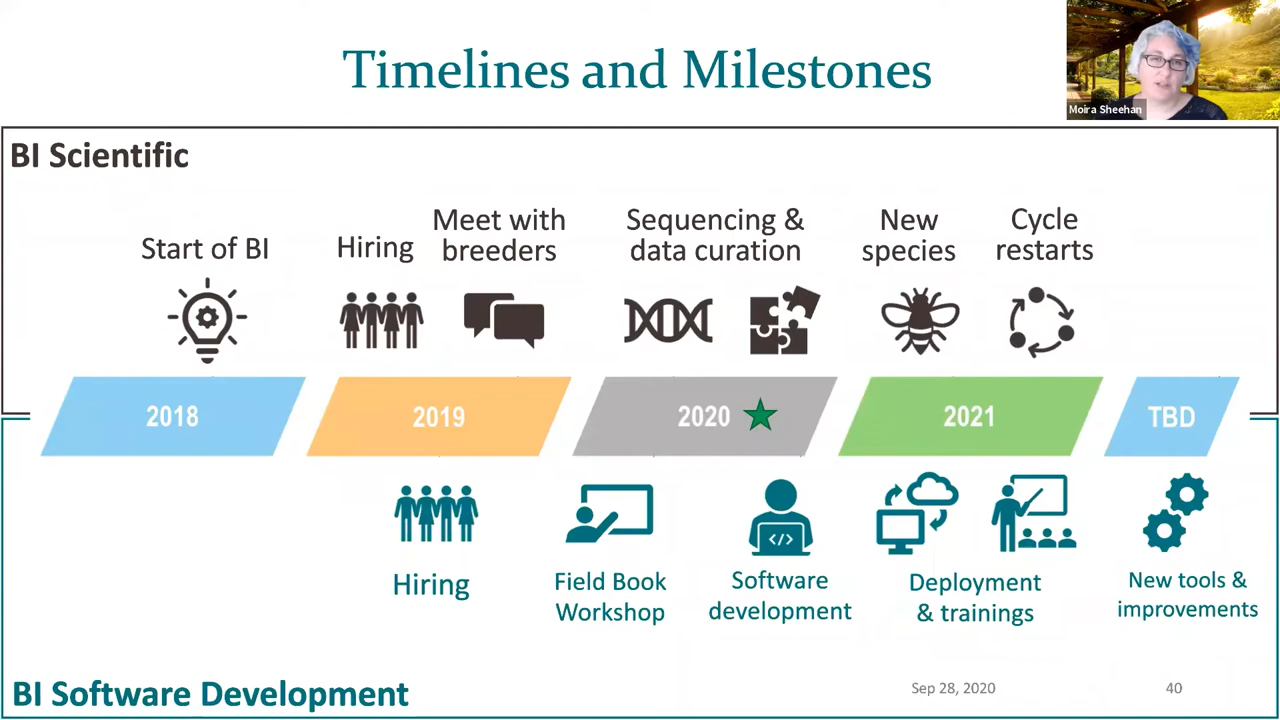 Timelines and Milestones
Moira Sheehan
BI Scientific
Start of BI
Hiring
Meet with
breeders
Sequencing &
data curation
New
species
Cycle
restarts
2018
2019
2020
2021
TBD
</>
Hiring
Field Book
Workshop
Software
development
Deployment
& trainings
New tools &
improvements
BI Software Development
Sep 28, 2020
40